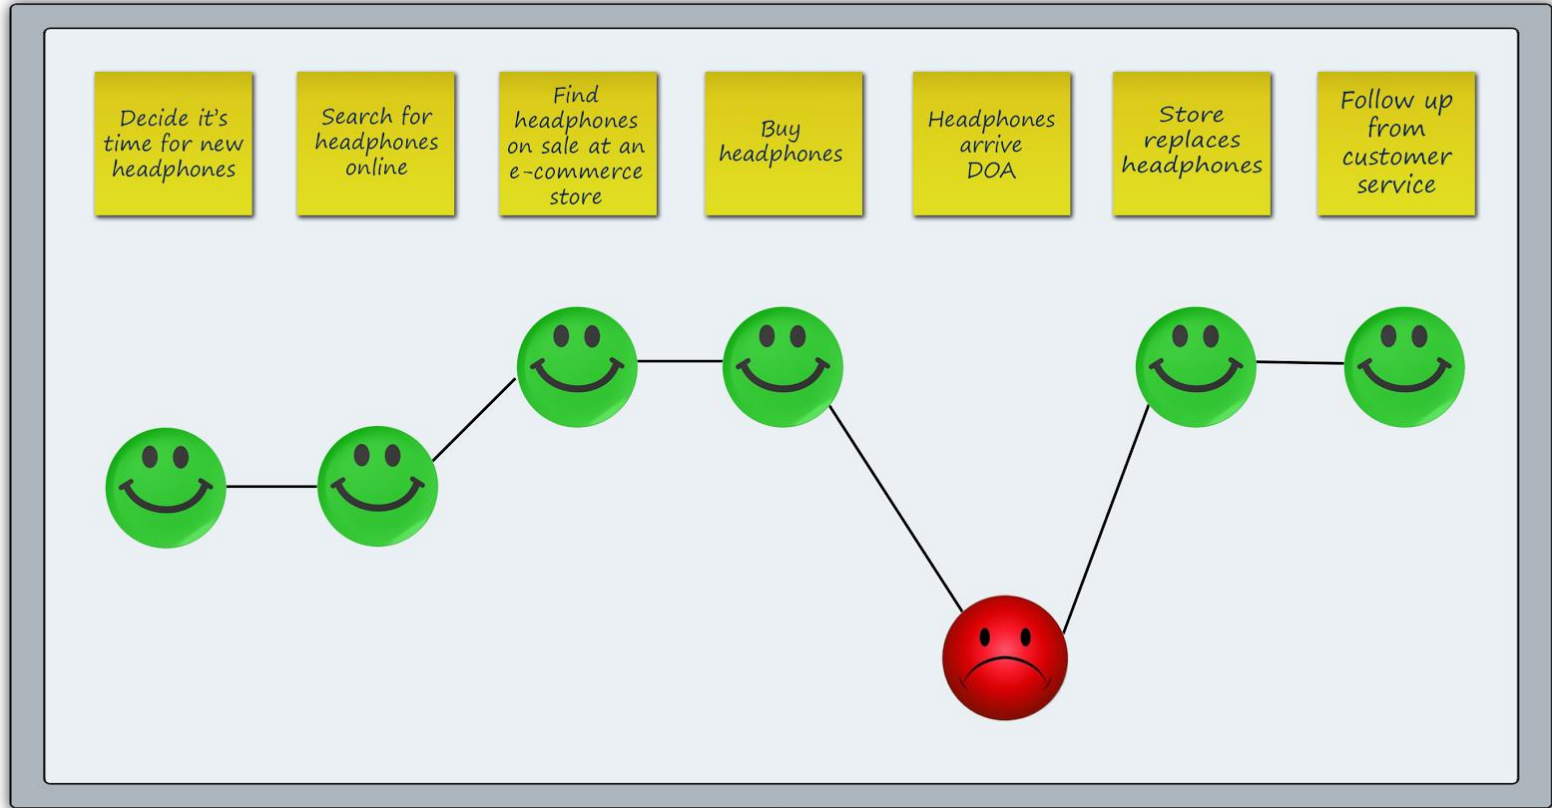 Decide it's
time for new
headphones
Search for
headphones
online
Find
headphones
on sale at an
e-commerce
store
Buy
headphones
Headphones
arrive
DOA
Store
replaces
headphones
Follow up
from
customer
service